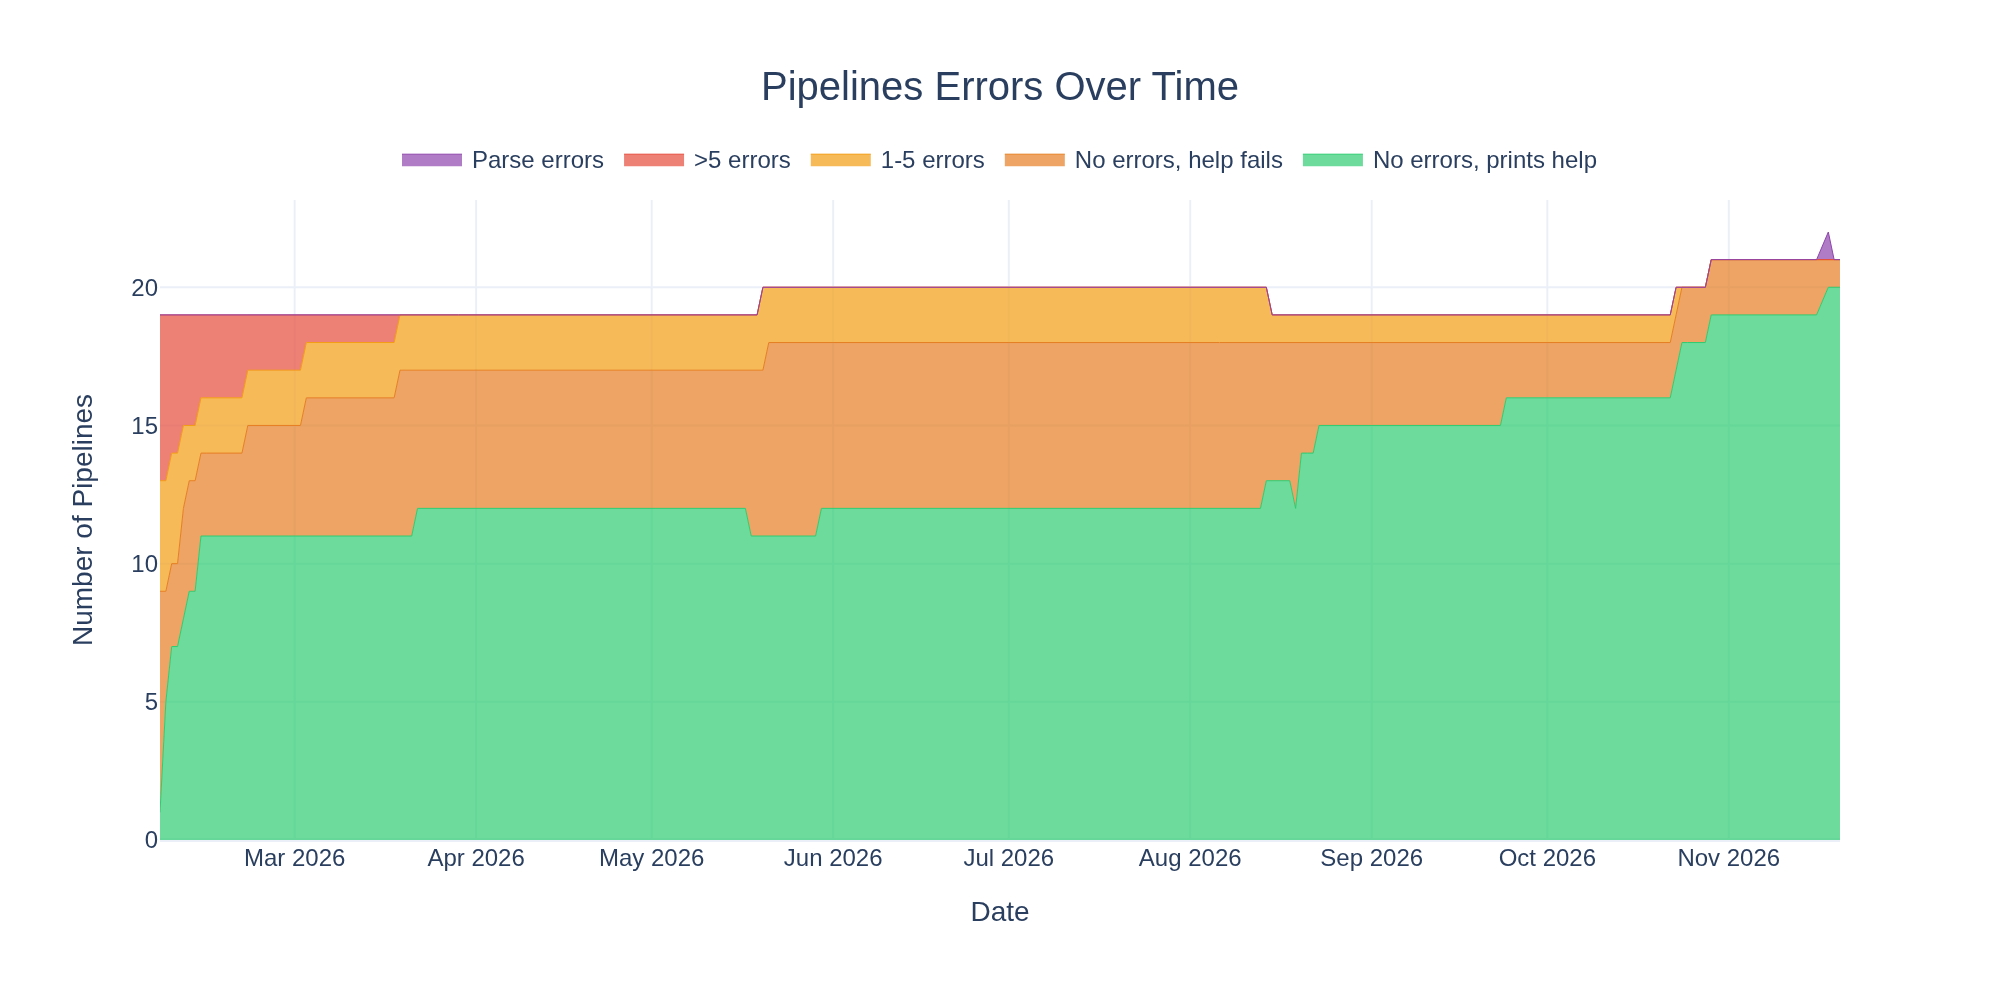 Pipelines Errors Over Time
Parse errors >5 errors 1-5 errors No errors, help fails No errors, prints help
Number of Pipelines
20
15
10
5
0
Mar 2026 Apr 2026 May 2026 Jun 2026 Jul 2026 Aug 2026 Sep 2026 Oct 2026 Nov 2026
Date